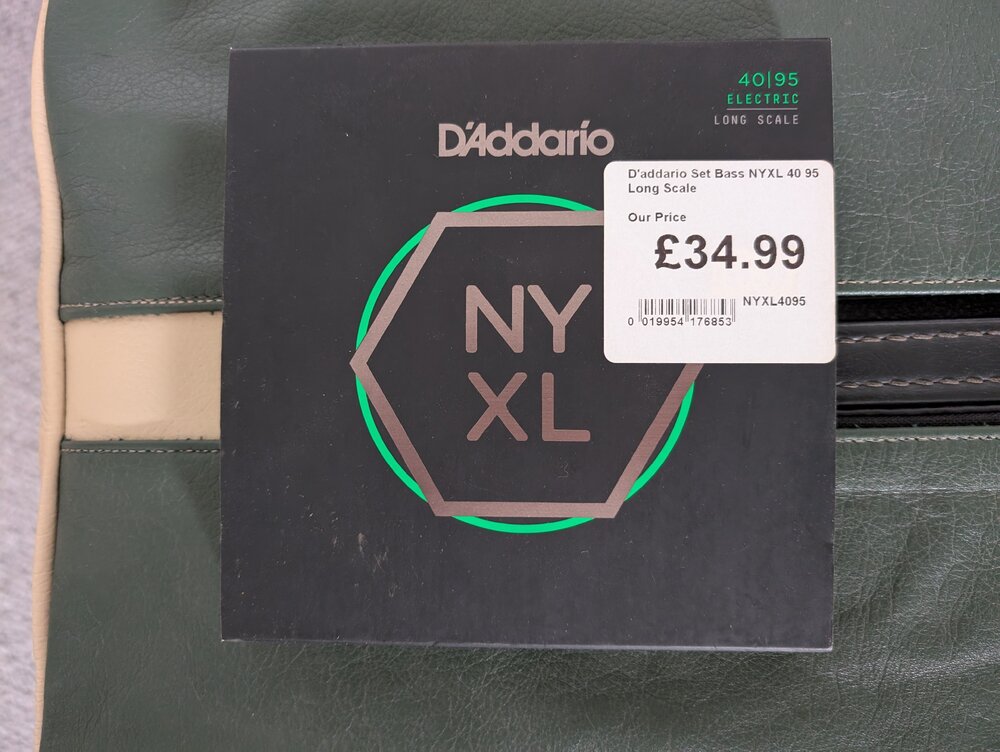 40|95
ELECTRIC
LONG SCALE
D'Addario
D'addario Set Bass NYXL 40 95
Long Scale
Our Price
£34.99
NYXL4095
0 019954 176853
NY
XL